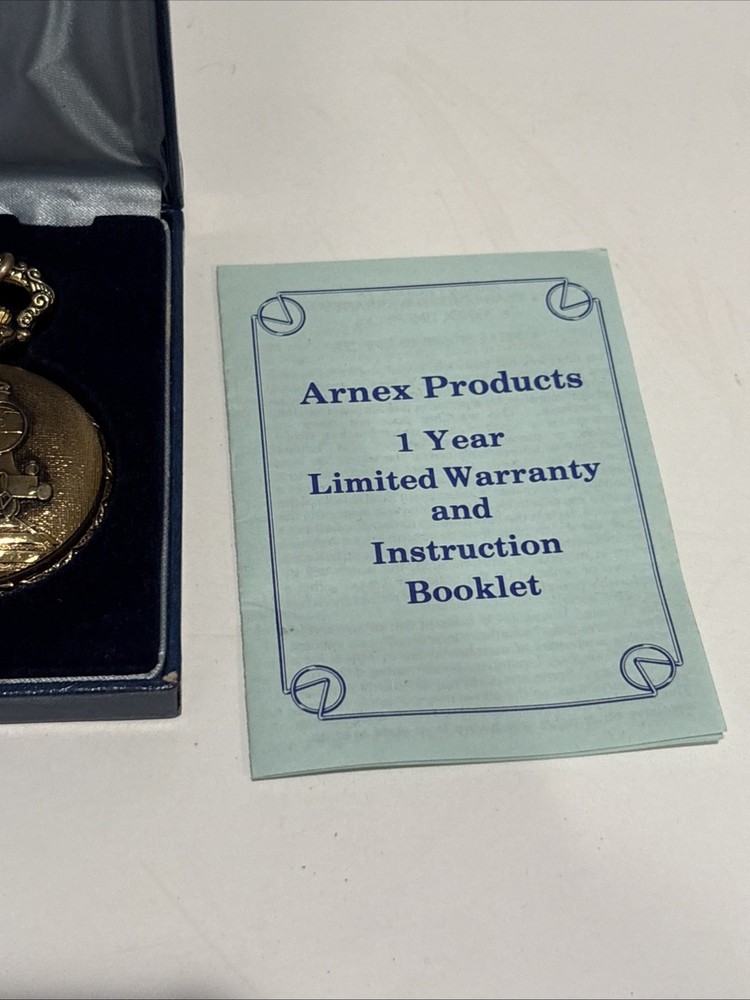 Arnex Products
1 Year
Limited Warranty
and
Instruction
Booklet